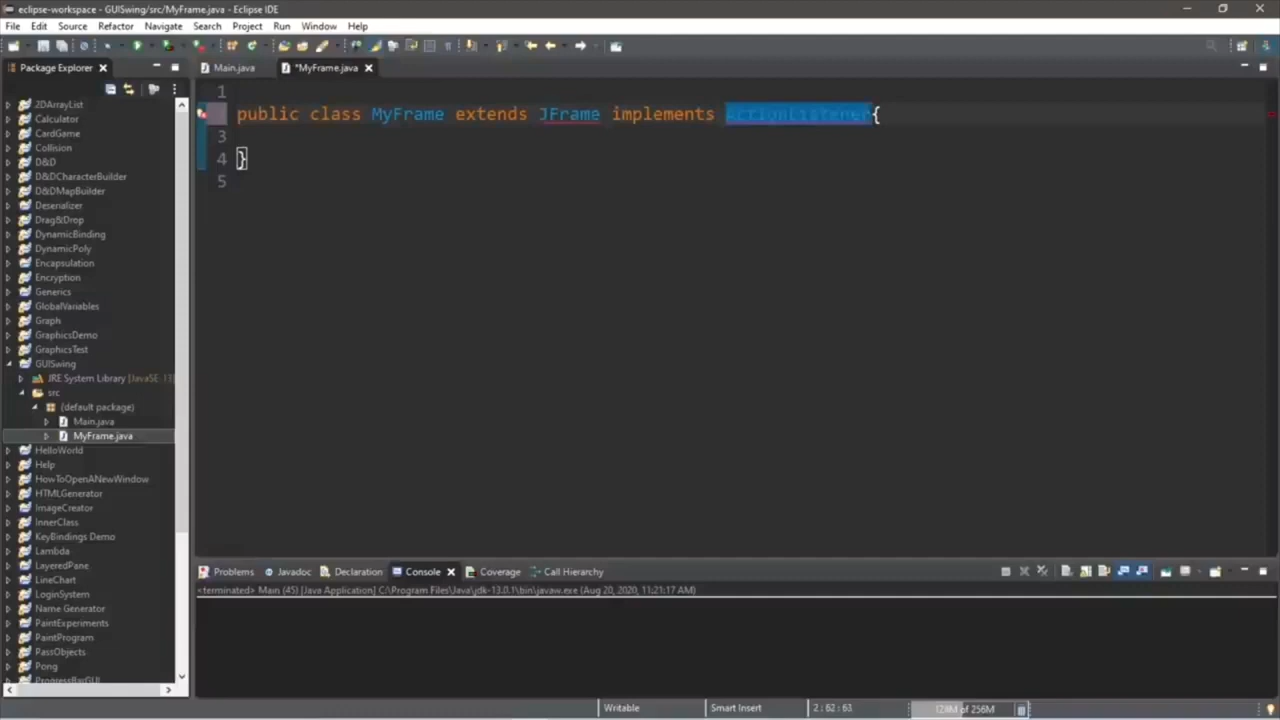 eclipse-workspace - GUISwing/src/MyFrame.java - Eclipse IDE
File Edit Source Refactor Navigate Search Project Run Window Help
Package Explorer
Main.java *MyFrame.java
2DArrayList
Calculator
CardGame
Collision
D&D
D&DCharacterBuilder
D&DMapBuilder
Deserializer
Drag&Drop
DynamicBinding
DynamicPoly
Encapsulation
Encryption
Generics
GlobalVariables
Graph
GraphicsDemo
GraphicsTest
GUISwing
JRE System Library [JavaSE-13]
src
(default package)
Main.java
MyFrame.java
HelloWorld
Help
HowToOpenANewWindow
HTMLGenerator
ImageCreator
InnerClass
KeyBindings Demo
Lambda
LayeredPane
LineChart
LoginSystem
Name Generator
PaintExperiments
PaintProgram
PassObjects
Pong
ProgressBarGUI
1
public class MyFrame extends JFrame implements ActionListener{
3
4 }
5
Problems Javadoc Declaration Console Coverage Call Hierarchy
<terminated> Main (45) [Java Application] C:\Program Files\Java\jdk-13.0.1\bin\javaw.exe (Aug 20, 2020, 11:21:17 AM)
Writable Smart Insert 2 : 62 : 63 of 256M